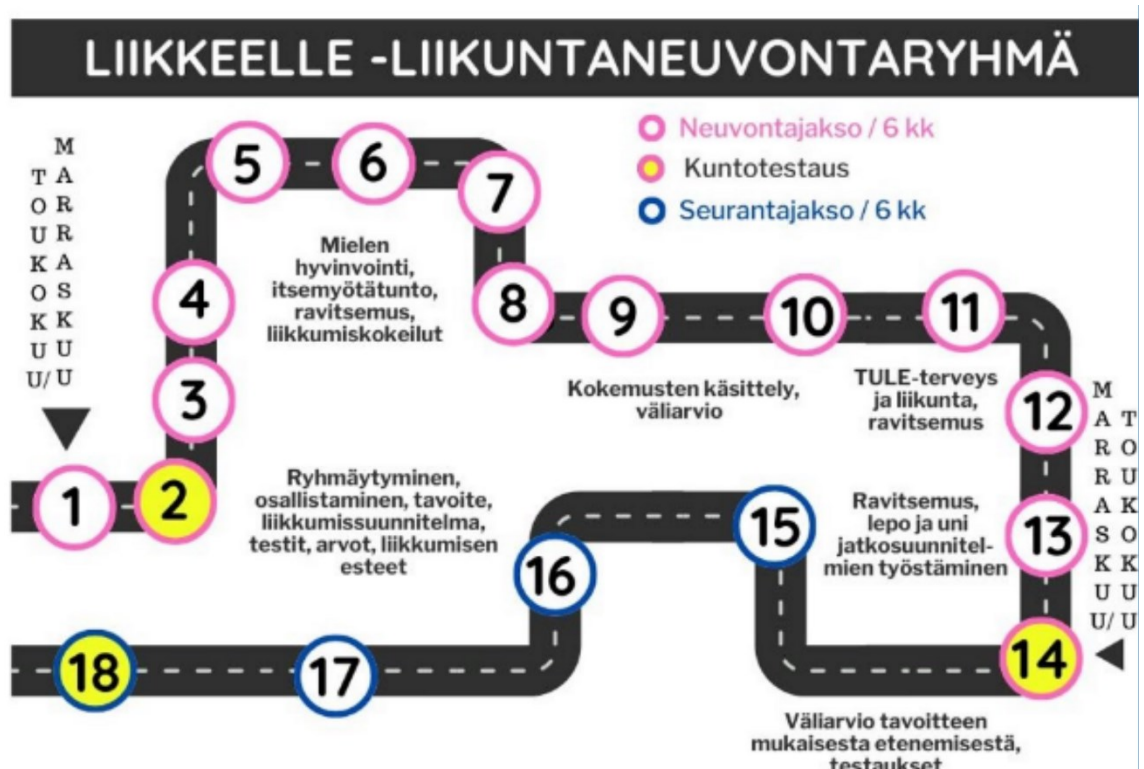 LIIKKEELLE -LIIKUNTANEUVONTARYHMÄ
Neuvontajakso / 6 kk
Kuntotestaus
Seurantajakso / 6 kk
TOUKOKUU/
MARRASKUU
1
2
3
4
5
6
7
8
9
10
11
12
13
14
15
16
17
18
Mielen
hyvinvointi,
itsemyötätunto,
ravitsemus,
liikkumiskokeilut
Kokemusten käsittely,
väliarvio
TULE-terveys
ja liikunta,
ravitsemus
Ryhmäytyminen,
osallistaminen, tavoite,
liikkumissuunnitelma,
testit, arvot, liikkumisen
esteet
Ravitsemus,
lepo ja uni
jatkosuunnitel-
mien työstäminen
MARRASKUU/
TOUKOKUU
Väliarvio tavoitteen
mukaisesta etenemisestä,
testaukset